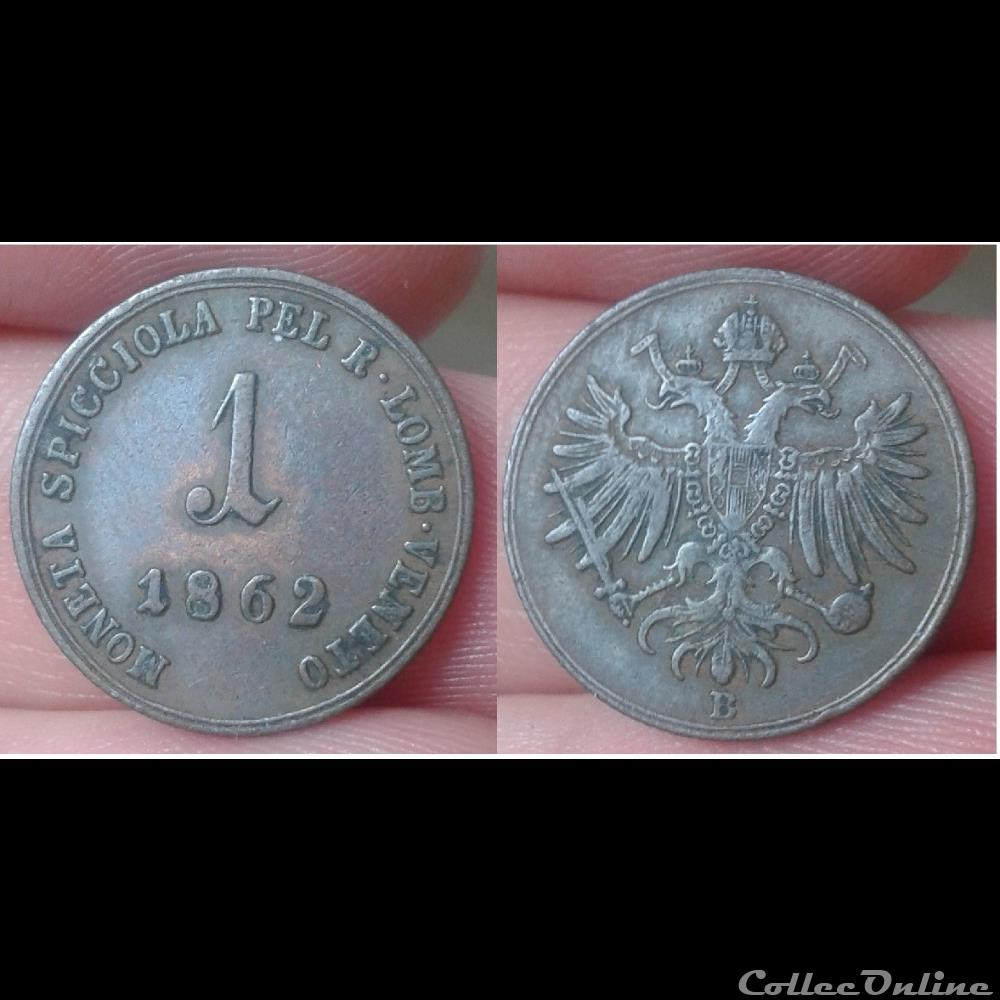 MONETA SPICCIOLA PEL R · LOMB · VENETO
1
1862
B
CollecOnline